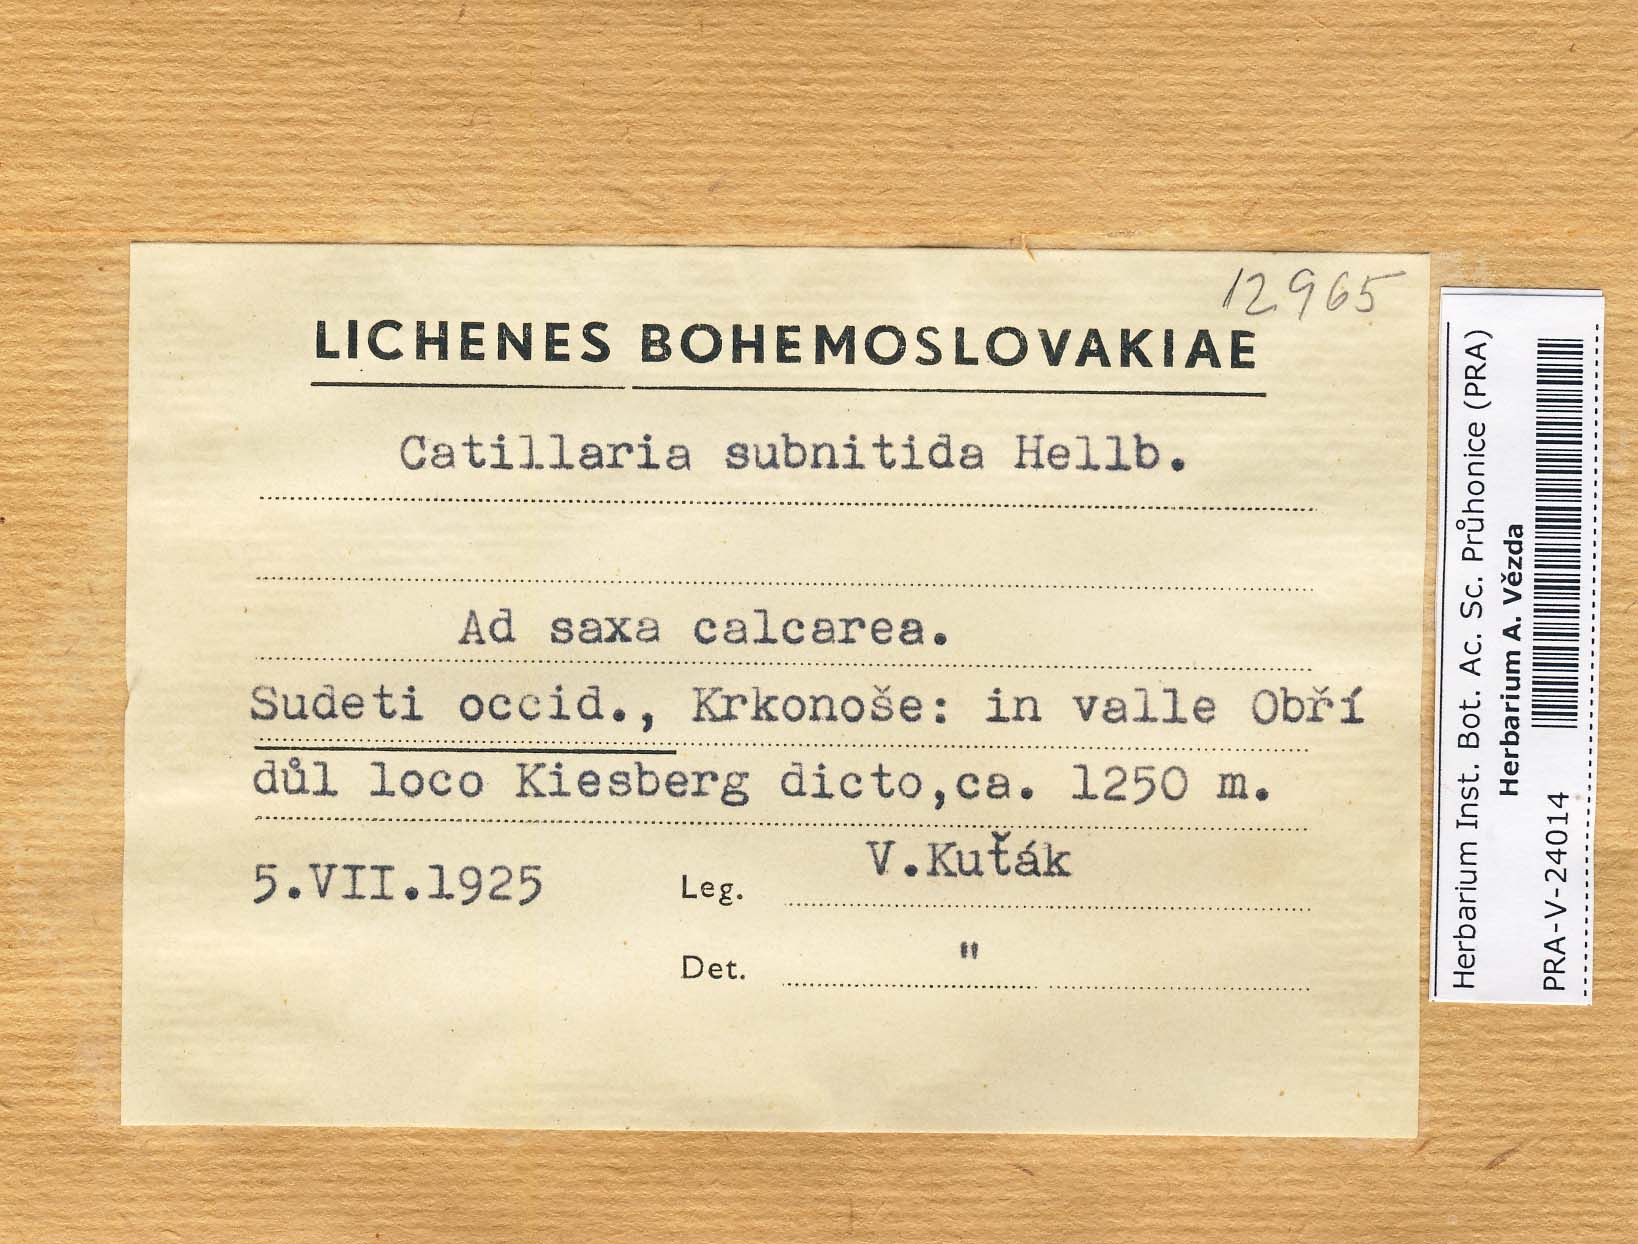 12965
LICHENES BOHEMOSLOVAKIAE
Catillaria subnitida Hellb.
Ad saxa calcarea.
Sudeti occid., Krkonoše: in valle Obří
důl loco Kiesberg dicto,ca. 1250 m.
5.VII.1925 Leg. V.Kuťák
Det. "
Herbarium Inst. Bot. Ac. Sc. Průhonice (PRA)
Herbarium A. Vězda
PRA-V-24014